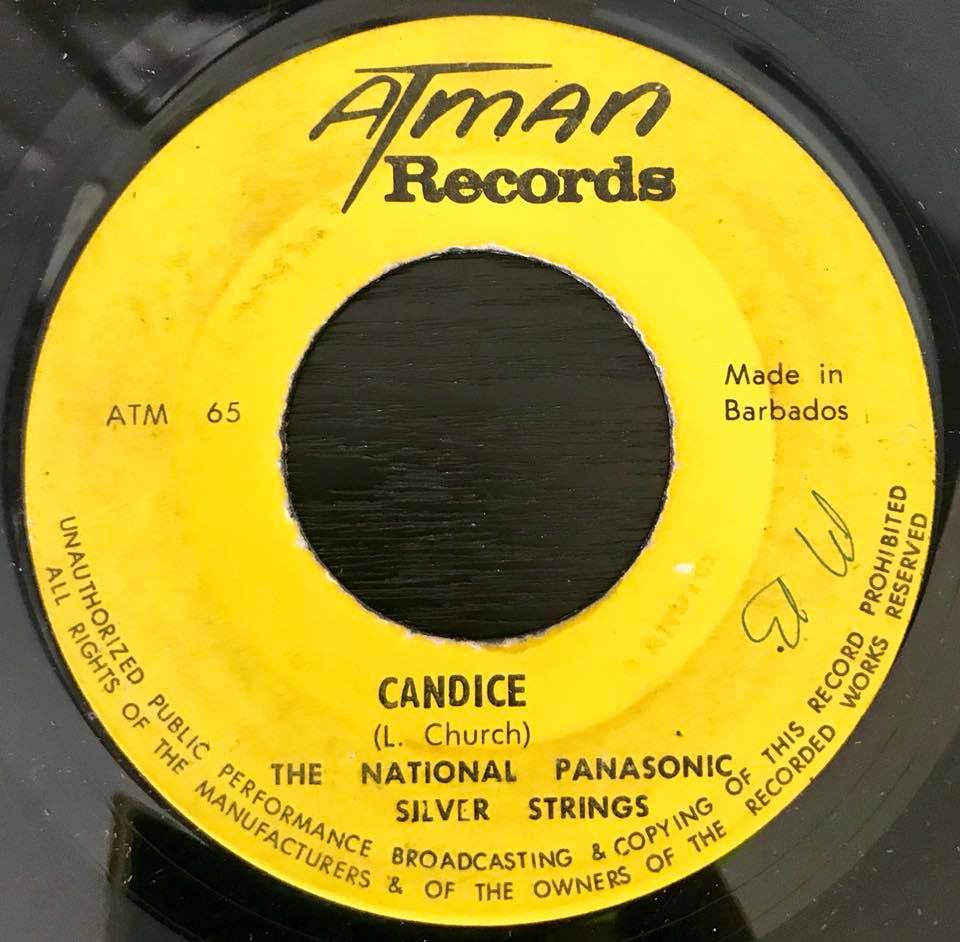 ATMAN
Records
ATM 65
Made in
Barbados
CANDICE
(L. Church)
THE NATIONAL PANASONIC
SILVER STRINGS
UNAUTHORIZED PUBLIC PERFORMANCE BROADCASTING & COPYING OF THIS RECORD PROHIBITED
ALL RIGHTS OF THE MANUFACTURERS & OF THE OWNERS OF THE RECORDED WORKS RESERVED